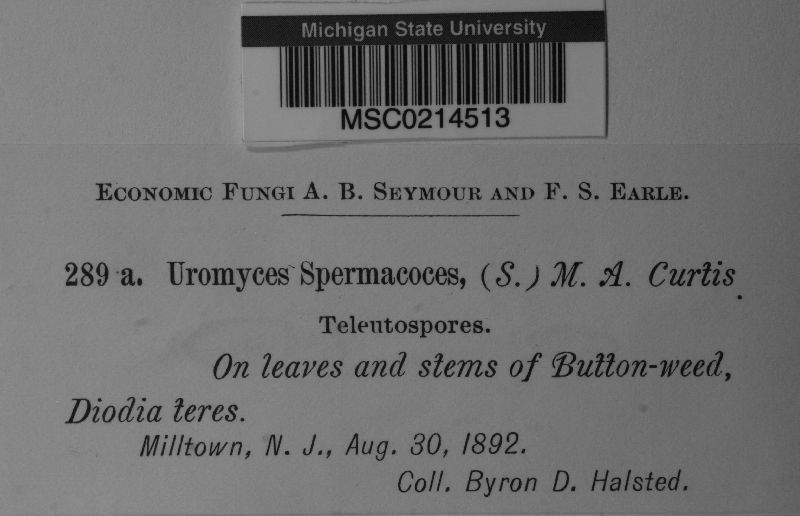 Michigan State University
MSC0214513
Economic Fungi A. B. Seymour and F. S. Earle.
289 a. Uromyces Spermacoces, (S.) M. A. Curtis.
Teleutospores.
On leaves and stems of Button-weed,
Diodia teres.
Milltown, N. J., Aug. 30, 1892.
Coll. Byron D. Halsted.